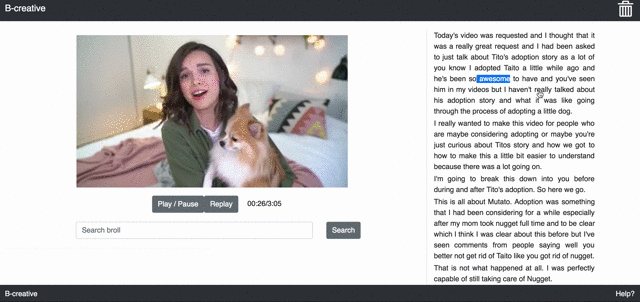 B-creative
Today's video was requested and I thought that it
was a really great request and I had been asked
to just talk about Tito's adoption story as a lot of
you know I adopted Taito a little while ago and
he's been so awesome to have and you've seen
him in my videos but I haven't really talked about
his adoption story and what it was like going
through the process of adopting a little dog.
I really wanted to make this video for people who
are maybe considering adopting or maybe you're
just curious about Titos story and how we got to
how to make this a little bit easier to understand
because there was a lot going on.
I'm going to break this down into you before
during and after Tito's adoption. So here we go.
This is all about Mutato. Adoption was something
that I had been considering for a while especially
after my mom took nugget full time and to be clear
which I think I was clear about this before but I've
seen comments from people saying well you
better not get rid of Taito like you got rid of nugget.
That is not what happened at all. I was perfectly
capable of still taking care of Nugget.
Play / Pause
Replay
00:26/3:05
Search broll
Search
B-creative
Help?